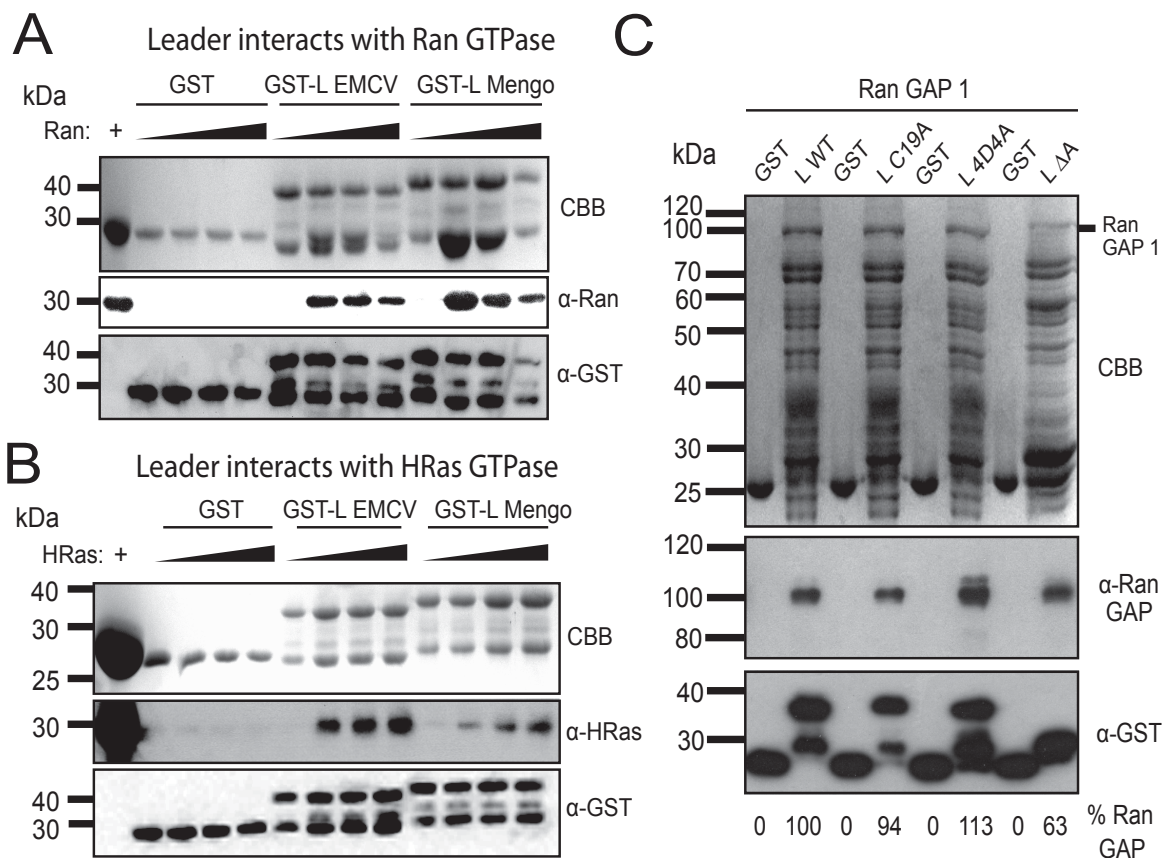 A
Leader interacts with Ran GTPase
GST GST-L EMCV GST-L Mengo
kDa
Ran: +
40
30
CBB
30
α-Ran
40
30
α-GST
B
Leader interacts with HRas GTPase
GST GST-L EMCV GST-L Mengo
kDa
HRas: +
40
30
25
CBB
30
α-HRas
40
30
α-GST
C
Ran GAP 1
kDa
GST L WT GST L C19A GST L 4D4A GST L ΔA
120
100
70
60
50
40
30
25
Ran
GAP 1
CBB
120
100
80
α-Ran
GAP
40
30
α-GST
0 100 0 94 0 113 0 63 % Ran
GAP